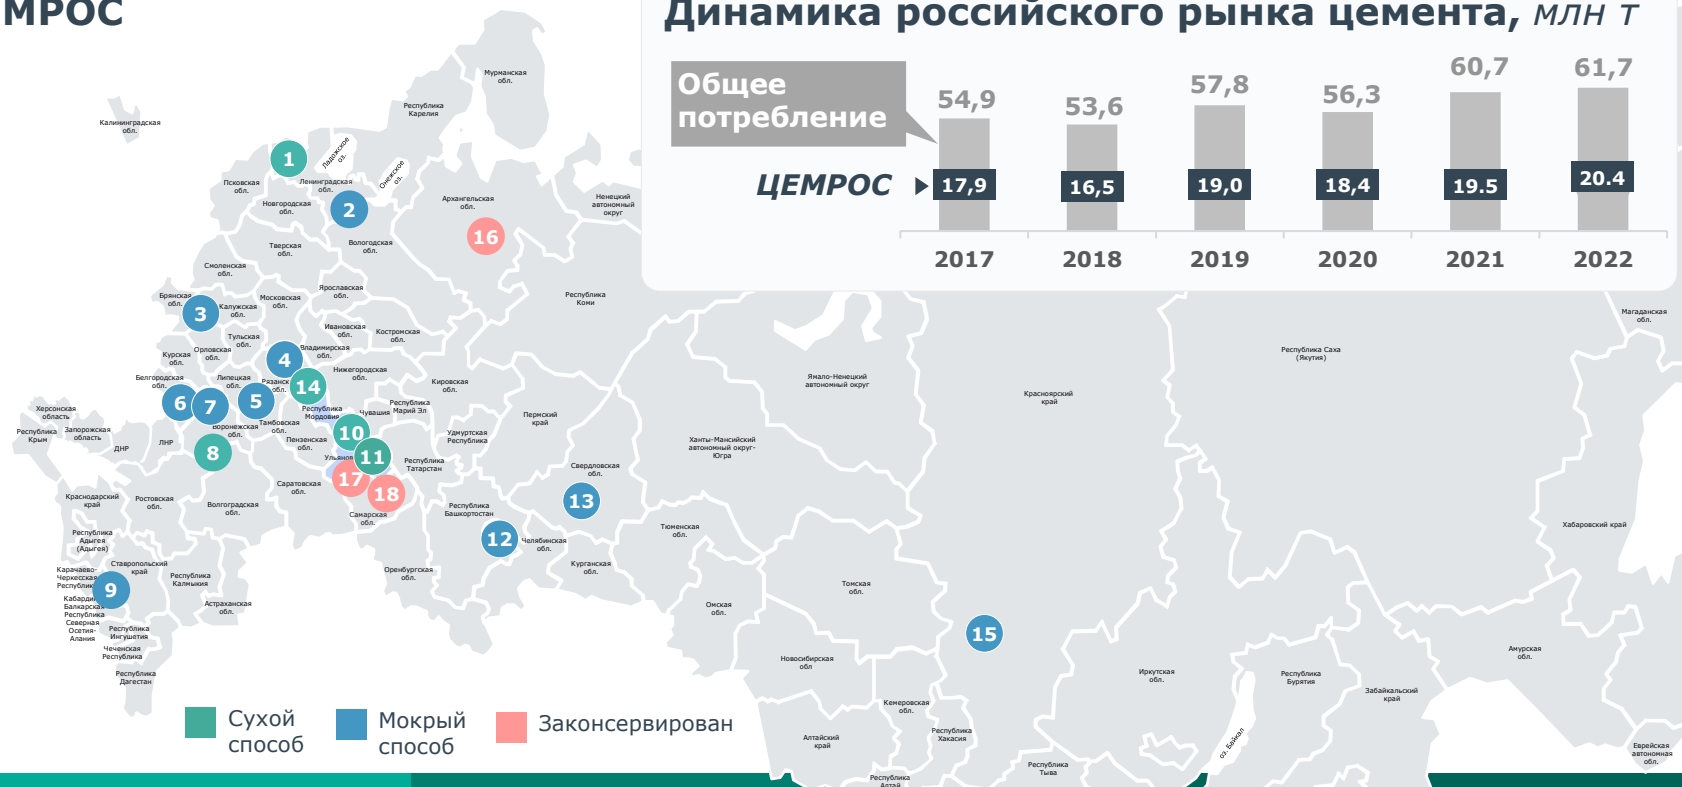 МРОС
Динамика российского рынка цемента, млн т
Общее
потребление
54,9
53,6
57,8
56,3
60,7
61,7
ЦЕМРОС
17,9
16,5
19,0
18,4
19.5
20.4
2017
2018
2019
2020
2021
2022
Мурманская
обл.
Республика
Карелия
Калининградская
обл.
1
Ладожское
оз.
Онежское
оз.
Псковская
обл.
Ленинградская
обл.
Новгородская
обл.
2
Архангельская
обл.
16
Ненецкий
автономный
округ
Тверская
обл.
Вологодская
обл.
Смоленская
обл.
Ярославская
обл.
Республика
Коми
Брянская
обл.
3
Калужская
обл.
Московская
обл.
Ивановская
обл.
Костромская
обл.
Тульская
обл.
Орловская
обл.
Курская
обл.
4
Владимирская
обл.
Нижегородская
обл.
Кировская
обл.
Белгородская
обл.
Липецкая
обл.
Рязанск
обл.
14
6
7
5
Республика
Мордовия
Чувашия
Республика
Марий Эл
Пермский
край
Ямало-Ненецкий
автономный округ
Красноярский
край
Республика Саха
(Якутия)
Магаданская
обл.
Херсонская
область
Республика
Крым
Запорожская
область
ДНР
ЛНР
Воронежская
обл.
Тамбовская
обл.
Пензенская
обл.
10
Удмуртская
Республика
Ханты-Мансийский
автономный округ-
Югра
8
Ульянов
11
Республика
Татарстан
Свердловская
обл.
17
18
Саратовская
обл.
Самарская
обл.
13
Краснодарский
край
Ростовская
обл.
Волгоградская
обл.
Республика
Башкортостан
12
Челябинская
обл.
Тюменская
обл.
Хабаровский край
Республика
Адыгея
(Адыгея)
Ставропольский
край
Республика
Калмыкия
Оренбургская
обл.
Курганская
обл.
Карачаево-
Черкесская
Республик
9
Кабарди
Балкарская
Республика
Северная
Осетия-
Алания
Астраханская
обл.
Республика
Ингушетия
Чеченская
Республика
Республика
Дагестан
Омская
обл.
Томская
обл.
15
Новосибирская
обл
Иркутская
обл.
Республика
Бурятия
Забайкальский
край
Амурская
обл.
Кемеровская
обл.
Алтайский
край
Республика
Хакасия
оз. Байкал
Еврейская
автономная
обл.
Республика
Алтай
Республика
Тыва
Сухой
способ
Мокрый
способ
Законсервирован